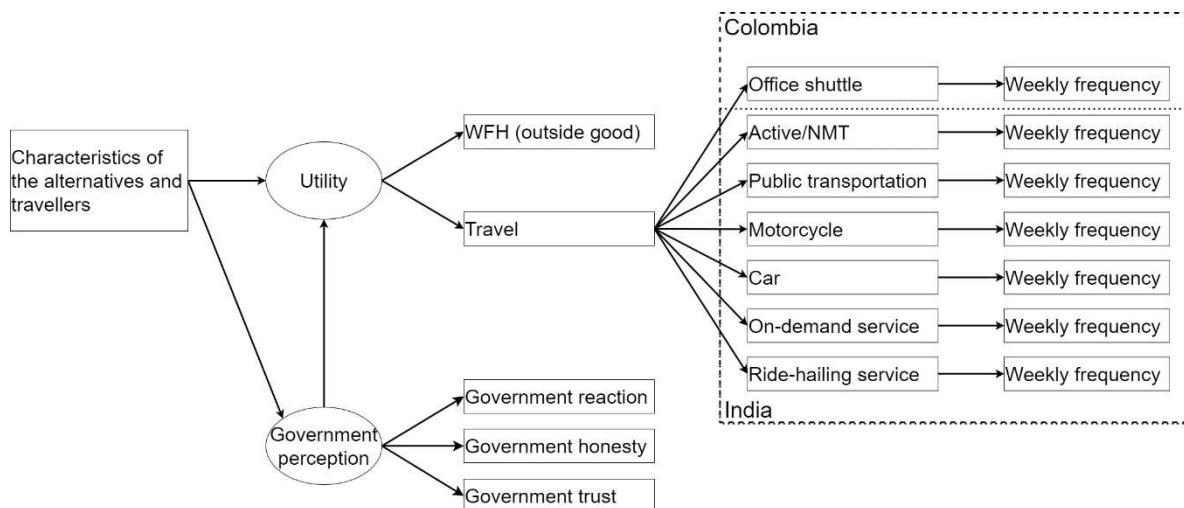 Colombia
Office shuttle
Weekly frequency
Characteristics of
the alternatives and
travellers
Utility
WFH (outside good)
Travel
Active/NMT
Weekly frequency
Public transportation
Weekly frequency
Motorcycle
Weekly frequency
Car
Weekly frequency
On-demand service
Weekly frequency
Ride-hailing service
Weekly frequency
India
Government
perception
Government reaction
Government honesty
Government trust